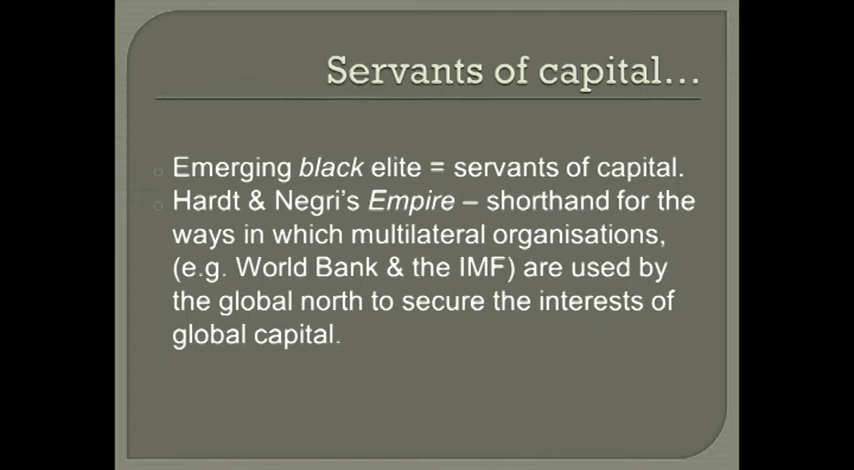 Servants of capital...
Emerging black elite = servants of capital.
Hardt & Negri's Empire – shorthand for the
ways in which multilateral organisations,
(e.g. World Bank & the IMF) are used by
the global north to secure the interests of
global capital.